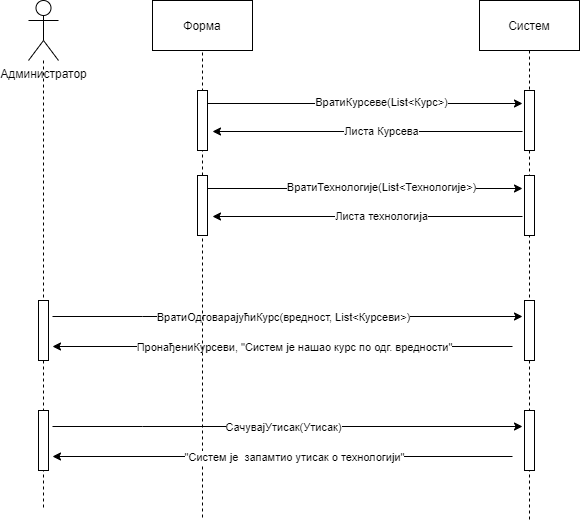 Форма
Систем
Администратор
ВратиКурсеве(List<Курс>)
Листа Курсева
ВратиТехнологије(List<Технологије>)
Листа технологија
ВратиОдговарајућиКурс(вредност, List<Курсеви>)
ПронађениКурсеви, "Систем је нашао курс по одг. вредности"
СачувајУтисак(Утисак)
"Систем је запамтио утисак о технологији"